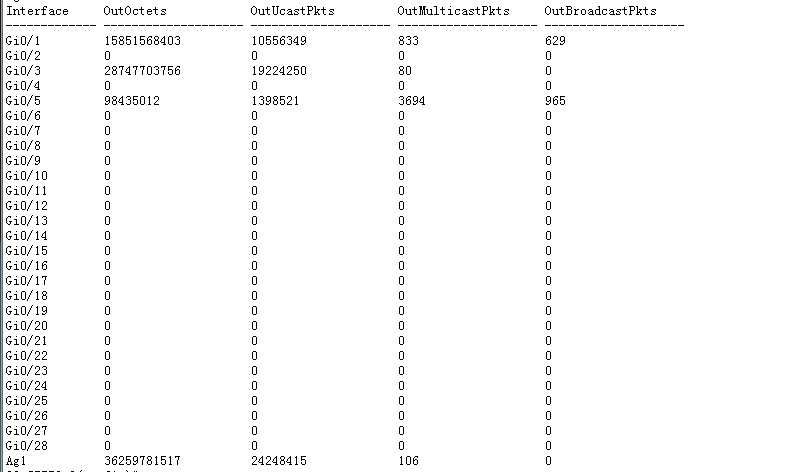 Interface OutOctets OutUcastPkts OutMulticastPkts OutBroadcastPkts
------------ ------------------ ------------------ ------------------ ------------------
Gi0/1 15851568403 10556349 833 629
Gi0/2 0 0 0 0
Gi0/3 28747703756 19224250 80 0
Gi0/4 0 0 0 0
Gi0/5 98435012 1398521 3694 965
Gi0/6 0 0 0 0
Gi0/7 0 0 0 0
Gi0/8 0 0 0 0
Gi0/9 0 0 0 0
Gi0/10 0 0 0 0
Gi0/11 0 0 0 0
Gi0/12 0 0 0 0
Gi0/13 0 0 0 0
Gi0/14 0 0 0 0
Gi0/15 0 0 0 0
Gi0/16 0 0 0 0
Gi0/17 0 0 0 0
Gi0/18 0 0 0 0
Gi0/19 0 0 0 0
Gi0/20 0 0 0 0
Gi0/21 0 0 0 0
Gi0/22 0 0 0 0
Gi0/23 0 0 0 0
Gi0/24 0 0 0 0
Gi0/25 0 0 0 0
Gi0/26 0 0 0 0
Gi0/27 0 0 0 0
Gi0/28 0 0 0 0
Ag1 36259781517 24248415 106 0